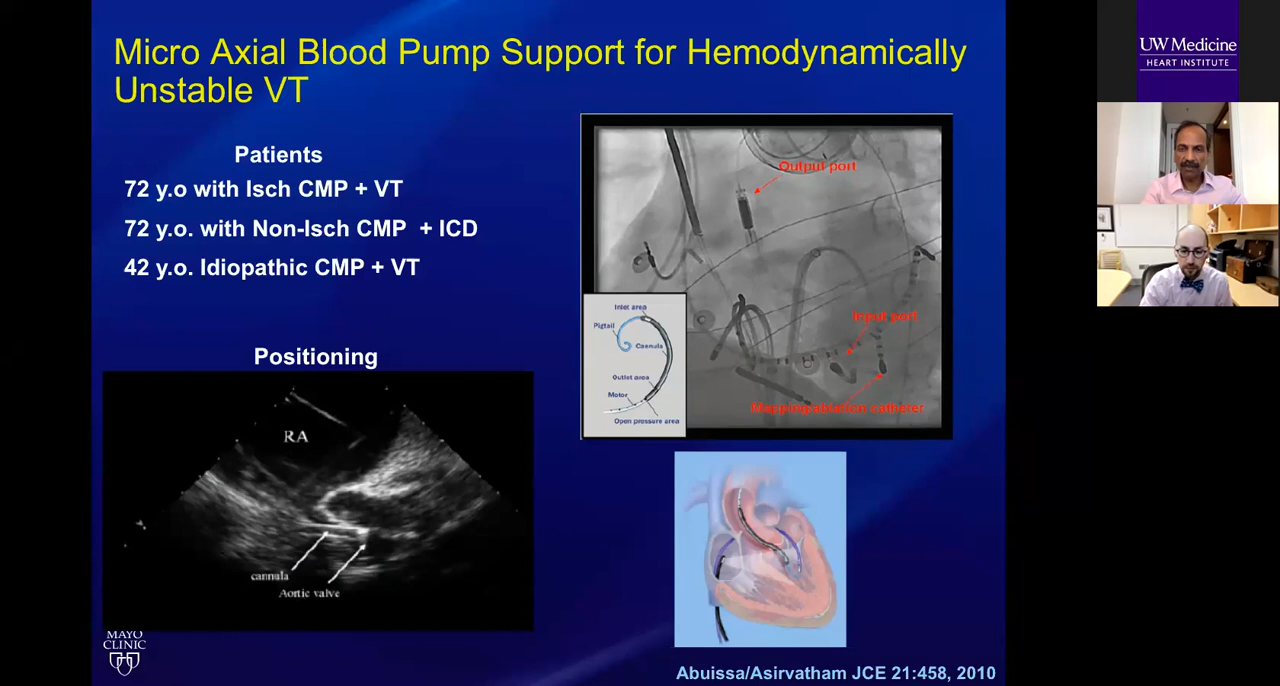 Micro Axial Blood Pump Support for Hemodynamically
Unstable VT
Patients
72 y.o with Isch CMP + VT
72 y.o. with Non-Isch CMP + ICD
42 y.o. Idiopathic CMP + VT
Positioning
RA
cannula
Aortic valve
MAYO
CLINIC
Output port
Input port
Mapping/ablation catheter
Inlet area
Pigtail
Cannula
Outlet area
Motor
Open pressure area
Abuissa/Asirvatham JCE 21:458, 2010
UW Medicine
HEART INSTITUTE